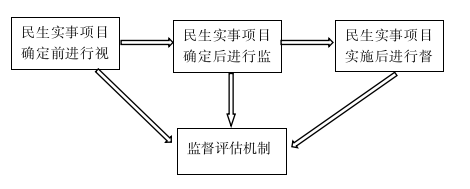 民生实事项目
确定前进行视
民生实事项目
确定后进行监
民生实事项目
实施后进行督
监督评估机制